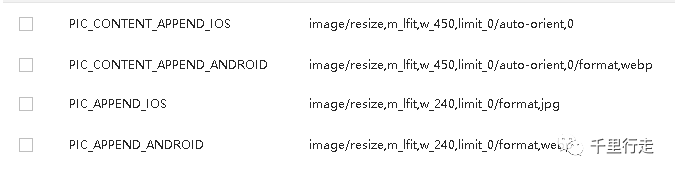 PIC_CONTENT_APPEND_IOS image/resize,m_lfit,w_450,limit_0/auto-orient,0
PIC_CONTENT_APPEND_ANDROID image/resize,m_lfit,w_450,limit_0/auto-orient,0/format,webp
PIC_APPEND_IOS image/resize,m_lfit,w_240,limit_0/format,jpg
PIC_APPEND_ANDROID image/resize,m_lfit,w_240,limit_0/format,web
千里行走